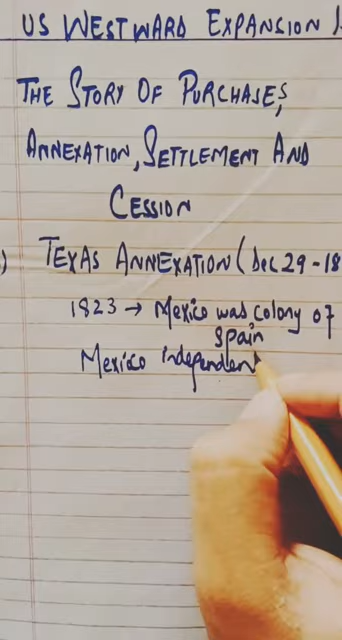 US WESTWARD EXPANSION
THE STORY OF PURCHASES,
ANNEXATION, SETTLEMENT AND
CESSION
) TEXAS ANNEXATION (Dec 29-18
1823 → Mexico was colony of
Spain
Mexico independent